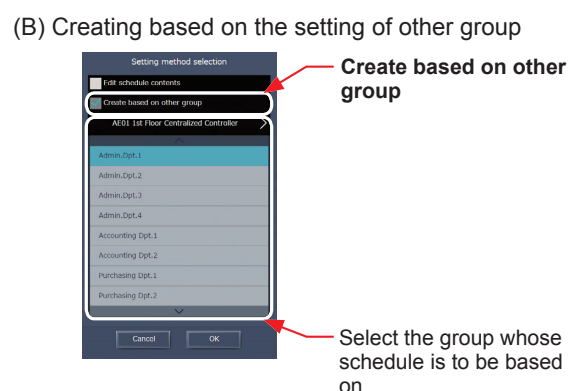 (B) Creating based on the setting of other group
Setting method selection
Edit schedule contents
Create based on other group
AE01 1st Floor Centralized Controller
Admin.Dpt.1
Admin.Dpt.2
Admin.Dpt.3
Admin.Dpt.4
Accounting Dpt.1
Accounting Dpt.2
Purchasing Dpt.1
Purchasing Dpt.2
Cancel
OK
Create based on other
group
Select the group whose
schedule is to be based
on